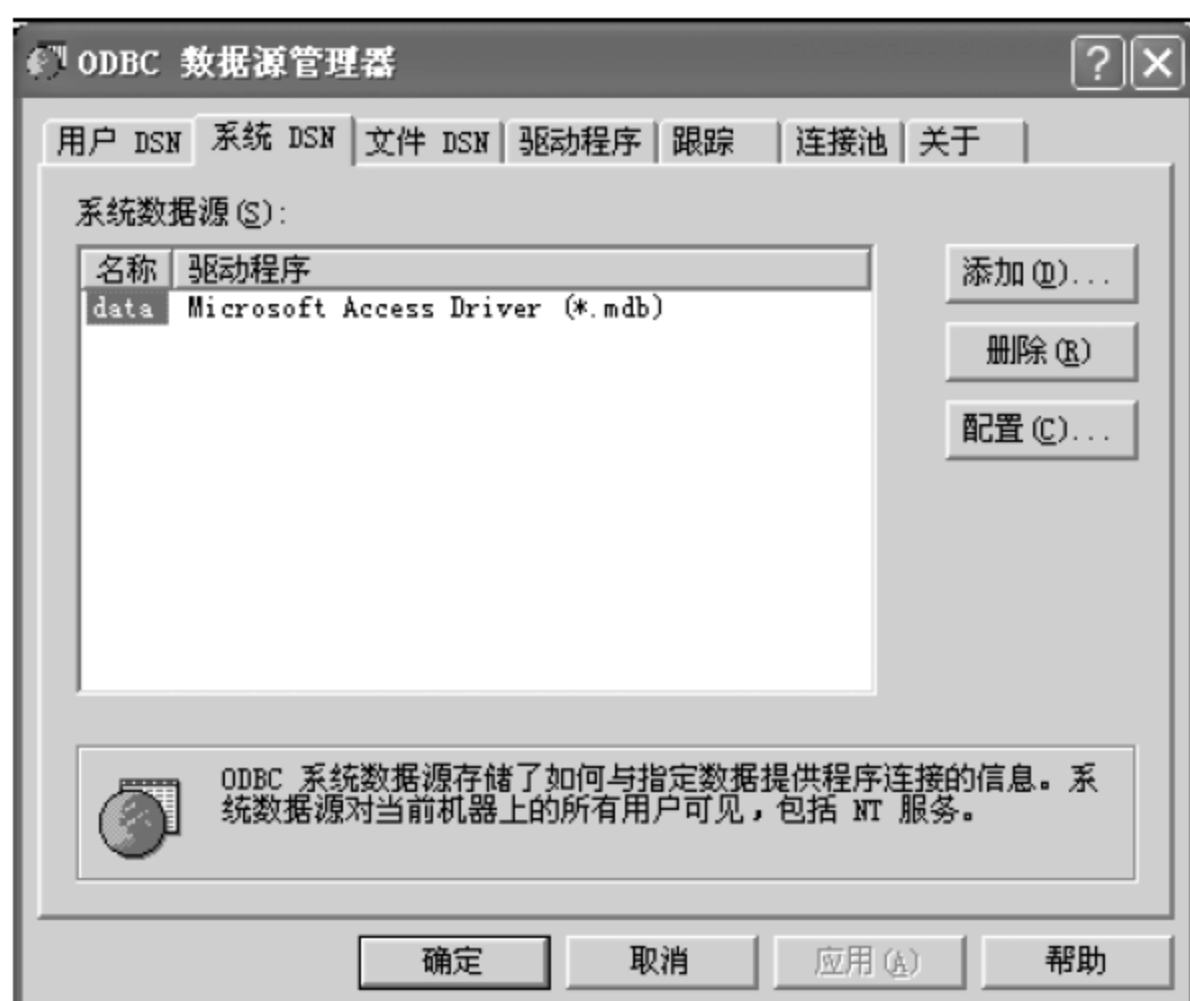 ODBC 数据源管理器
用户 DSN 系统 DSN 文件 DSN 驱动程序 跟踪 连接池 关于
系统数据源(S):
名称 驱动程序
data Microsoft Access Driver (*.mdb)
添加(D)...
删除(R)
配置(C)...
ODBC 系统数据源存储了如何与指定数据提供程序连接的信息。系
统数据源对当前机器上的所有用户可见，包括 NT 服务。
确定 取消 应用(A) 帮助